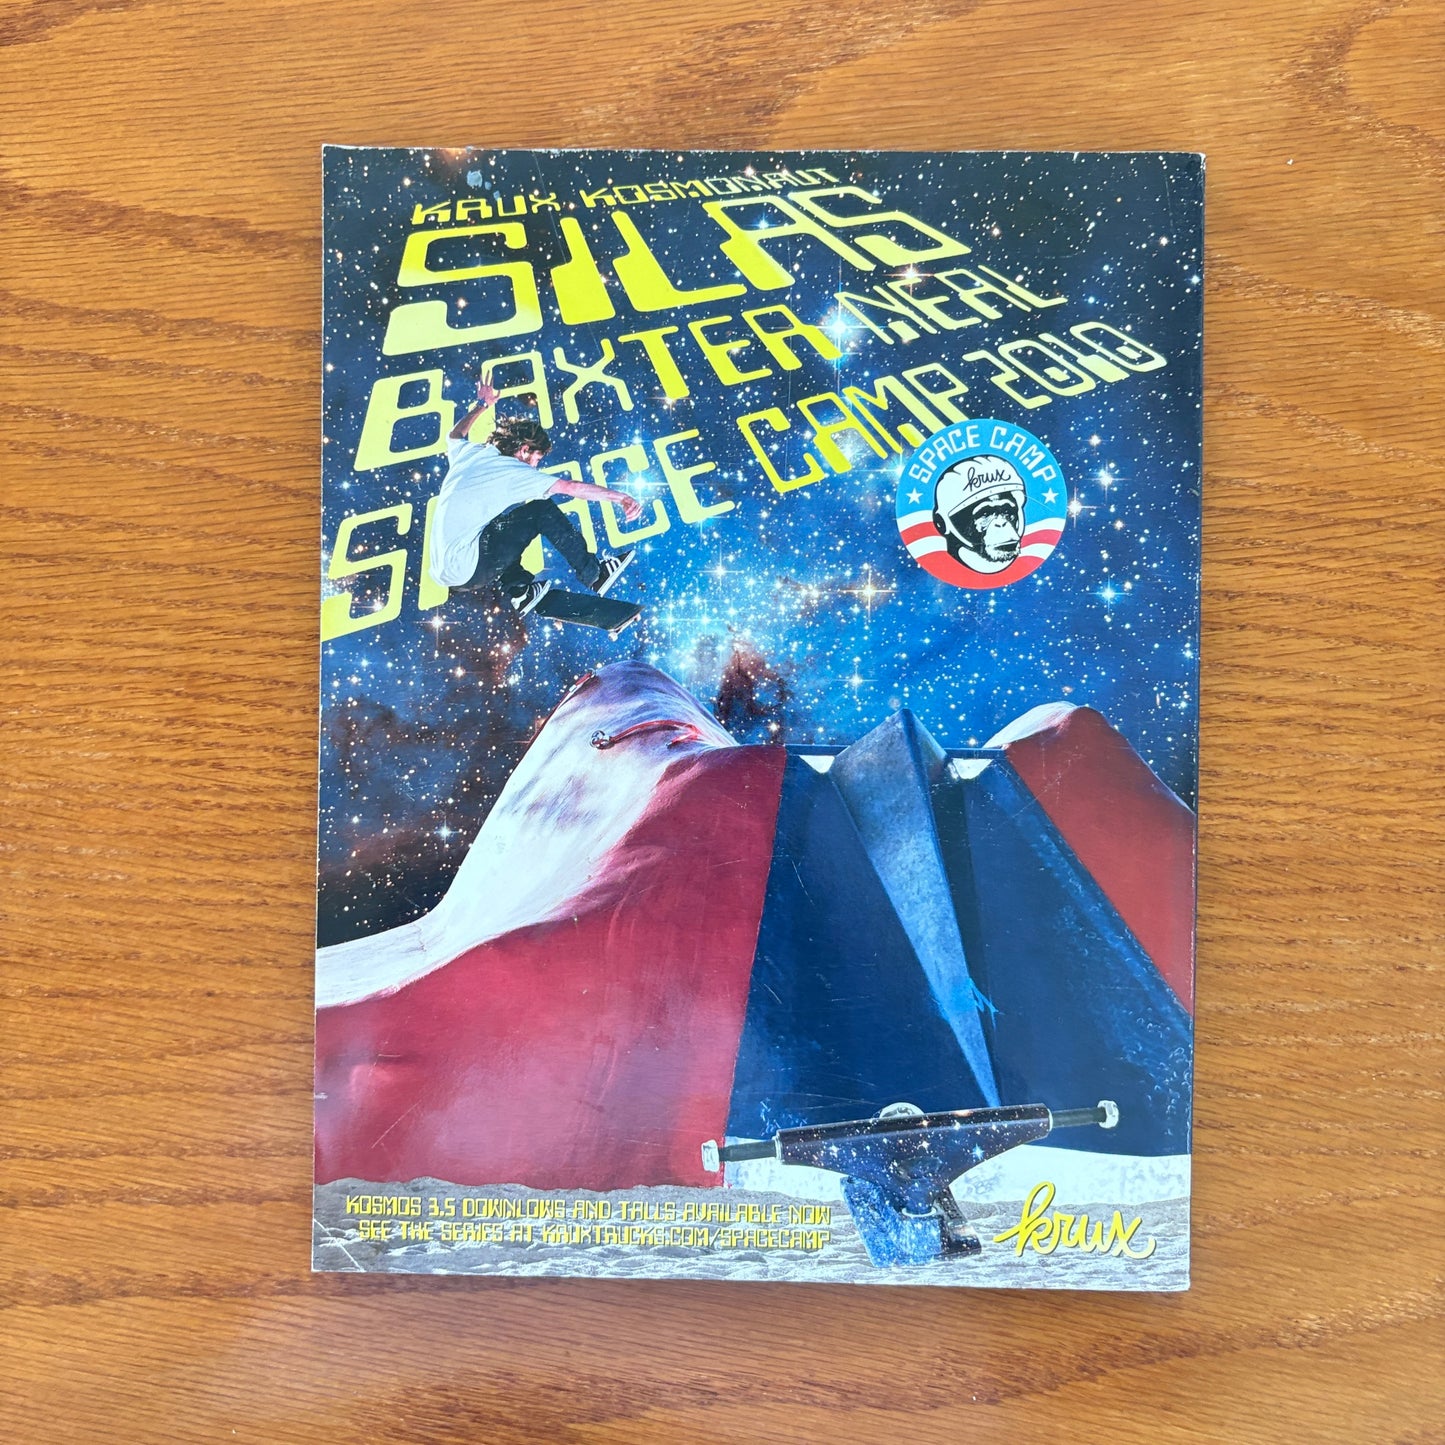 KRUX KOSMONAUT
SILAS
BAXTER NEAL
SPACE CAMP 2010
SPACE CAMP
krux
KOSMOS 3.5 DOWNLOWS AND TALLS AVAILABLE NOW
SEE THE SERIES AT KRUXTRUCKS.COM/SPACECAMP
krux